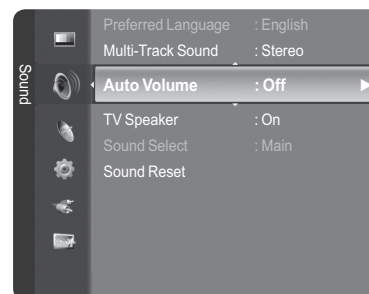 Sound
Preferred Language : English
Multi-Track Sound : Stereo
Auto Volume : Off
TV Speaker : On
Sound Select : Main
Sound Reset